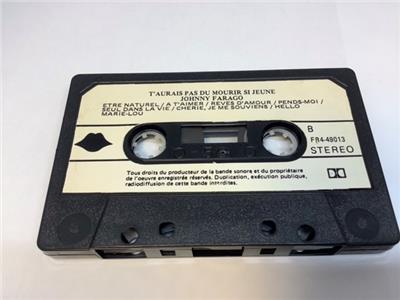 T'AURAIS PAS DU MOURIR SI JEUNE
JOHNNY FARAGO
ETRE NATUREL / A T'AIMER / REVES D'AMOUR / PENDS-MOI /
SEUL DANS LA VIE / CHERIE, JE ME SOUVIENS / HELLO
MARIE-LOU
B
FR4-49013
STEREO
Tous droits du producteur de la bande sonore et du propriétaire
de l'oeuvre enregistrée réservés. Duplication, exécution publique,
radiodiffusion de cette bande interdites.